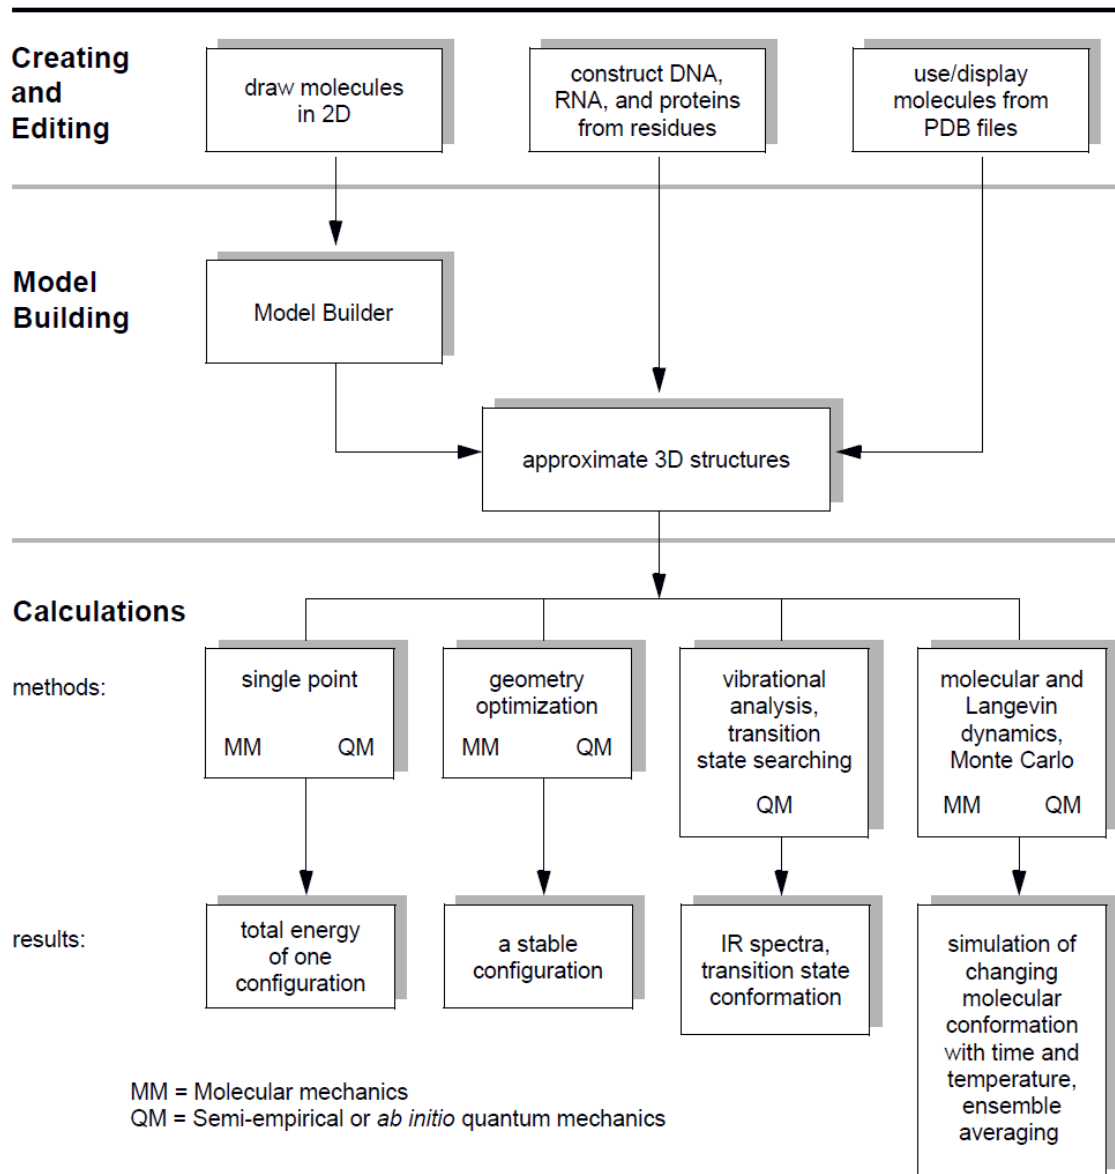 Creating
and
Editing
draw molecules
in 2D
construct DNA,
RNA, and proteins
from residues
use/display
molecules from
PDB files
Model
Building
Model Builder
approximate 3D structures
Calculations
methods:
single point
MM QM
geometry
optimization
MM QM
vibrational
analysis,
transition
state searching
QM
molecular and
Langevin
dynamics,
Monte Carlo
MM QM
results:
total energy
of one
configuration
a stable
configuration
IR spectra,
transition state
conformation
simulation of
changing
molecular
conformation
with time and
temperature,
ensemble
averaging
MM = Molecular mechanics
QM = Semi-empirical or ab initio quantum mechanics